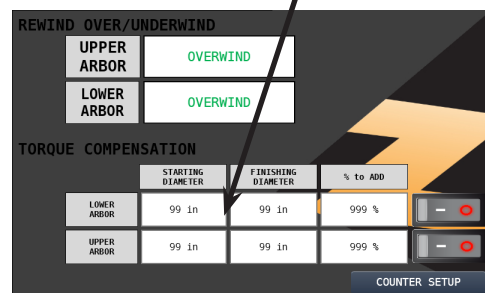 REWIND OVER/UNDERWIND
UPPER
ARBOR
OVERWIND
LOWER
ARBOR
OVERWIND
TORQUE COMPENSATION
STARTING
DIAMETER
FINISHING
DIAMETER
% to ADD
LOWER
ARBOR
99 in
99 in
999 %
UPPER
ARBOR
99 in
99 in
999 %
COUNTER SETUP